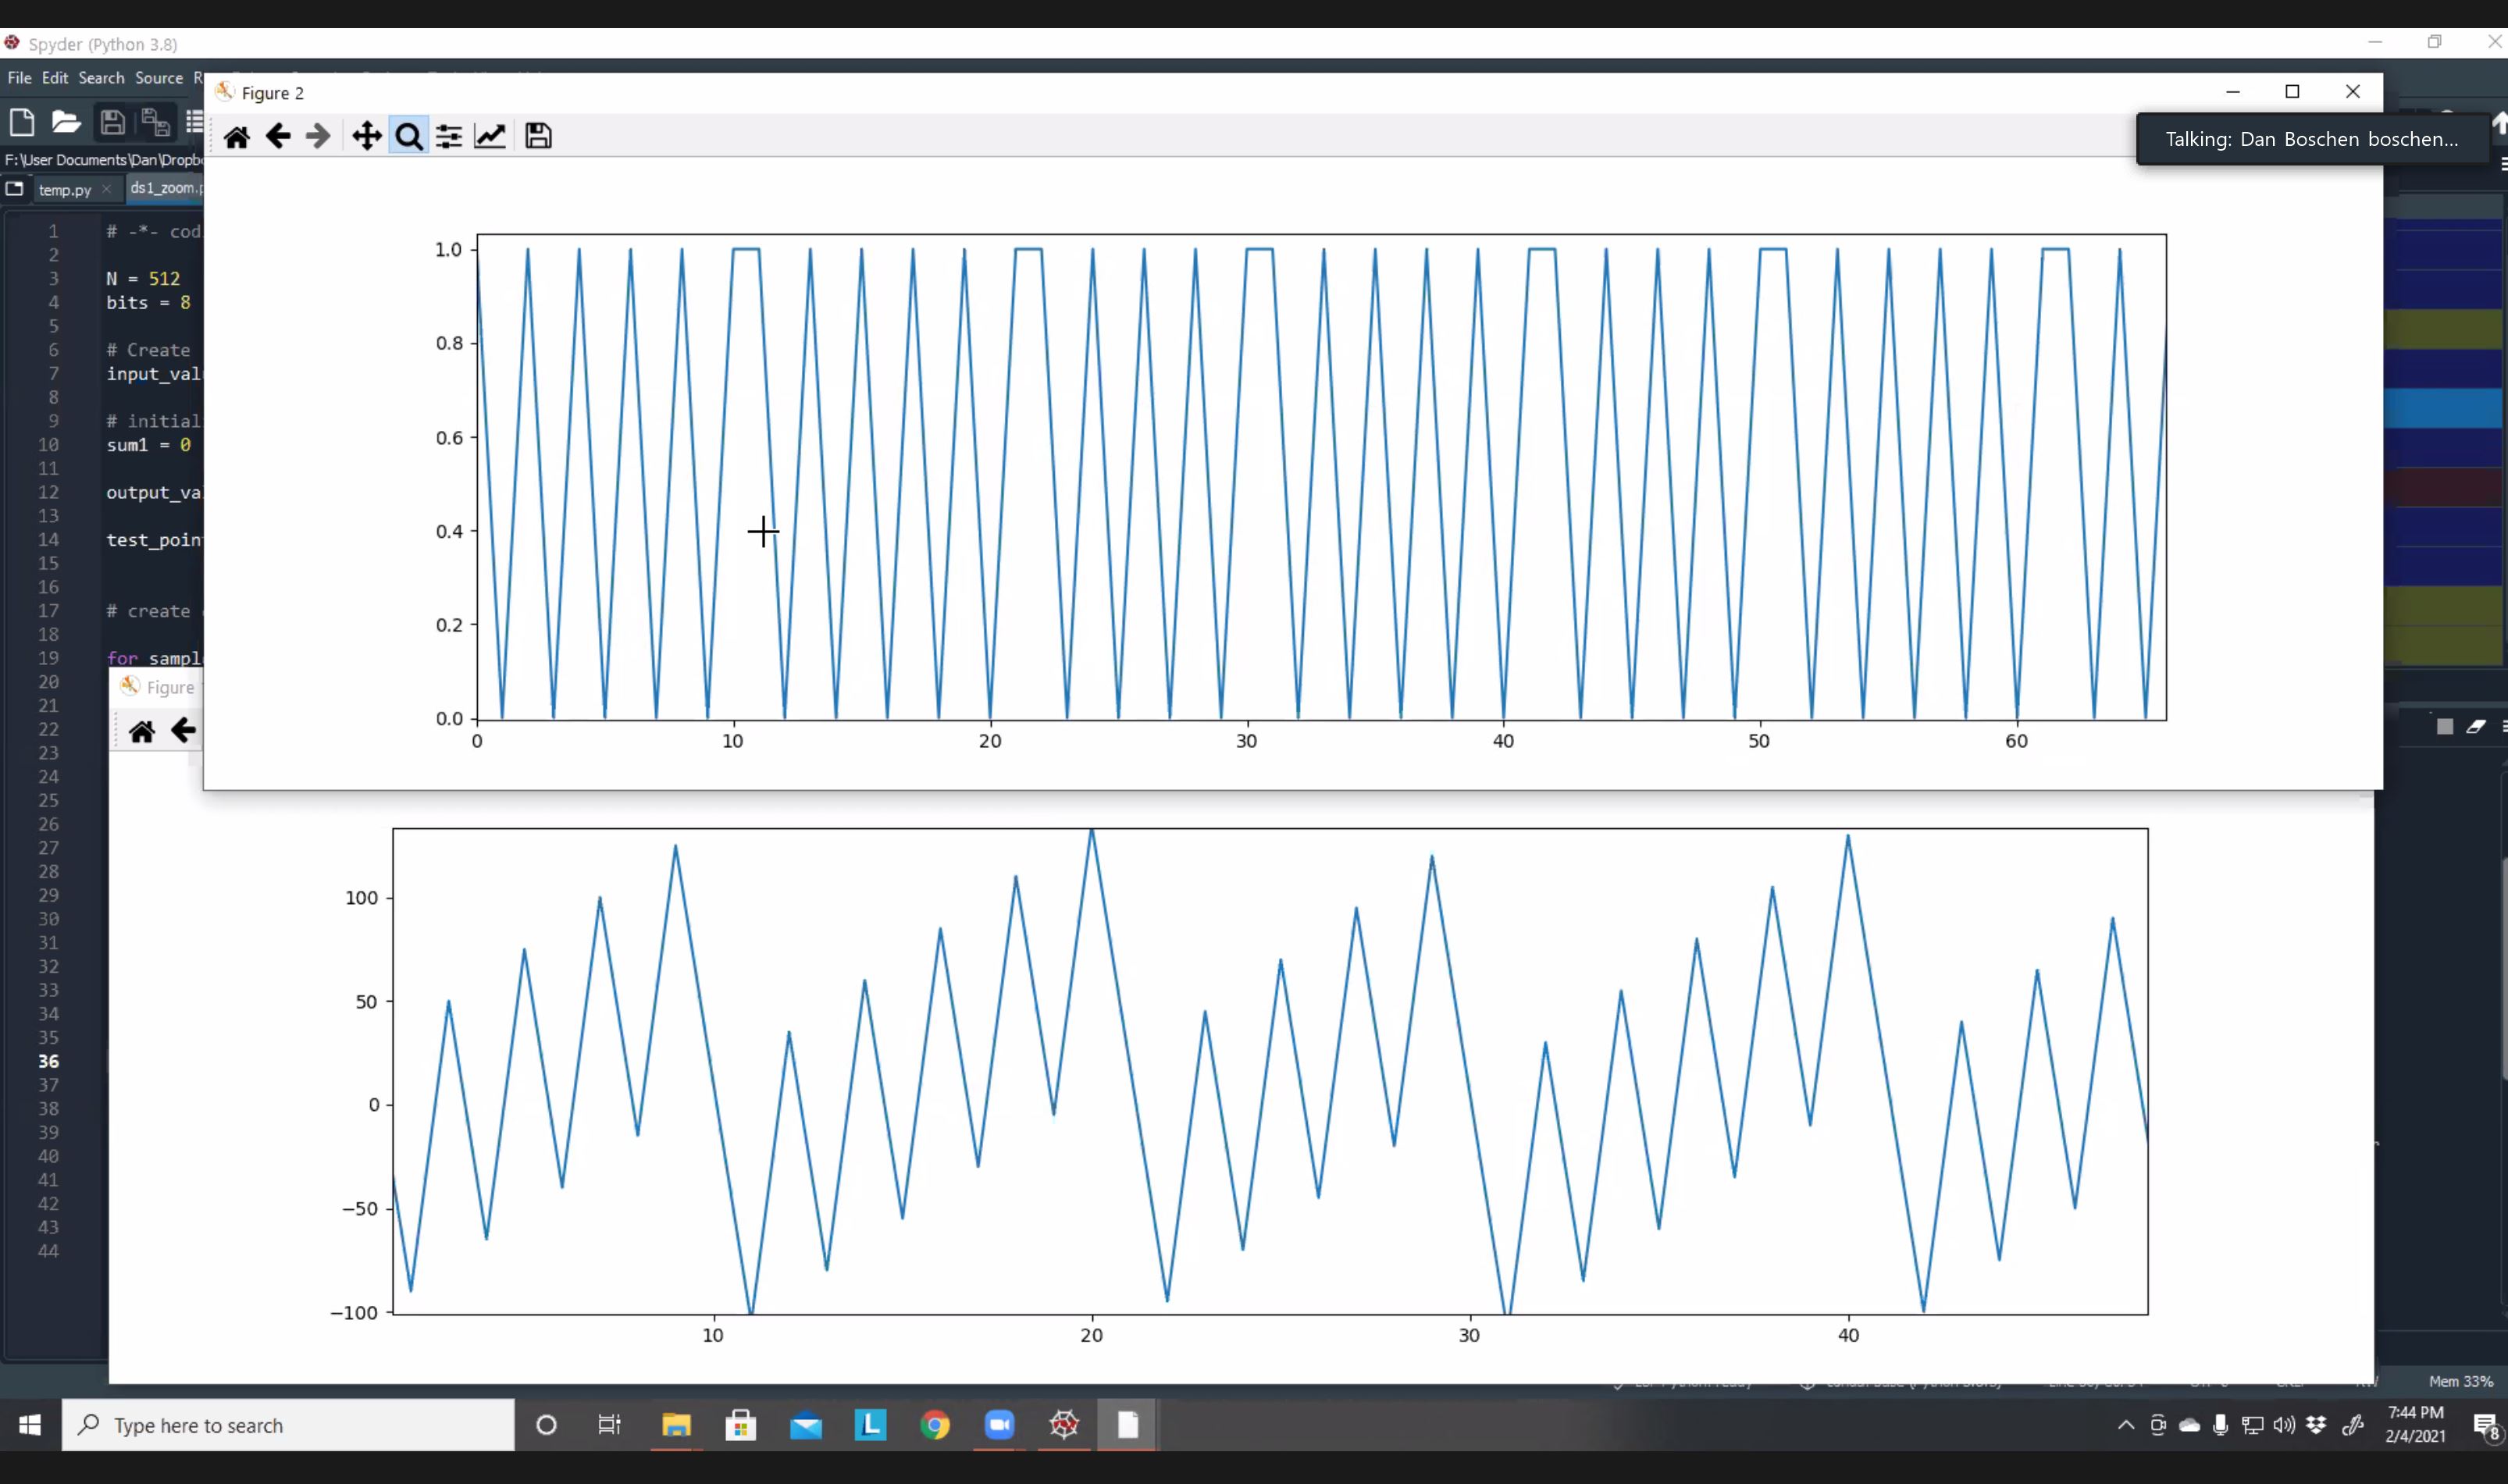 Spyder (Python 3.8)
File Edit Search Source R
Figure 2
Talking: Dan Boschen boschen...
F:\User Documents\Dan\Dropb
temp.py
ds1_zoom.p
1 # -*- cod
2
3 N = 512
4 bits = 8
5
6 # Create
7 input_val
8
9 # initial
10 sum1 = 0
11
12 output_va
13
14 test_poin
15
16
17 # create
18
19 for sampl
20
21
22
23
24
25
26
27
28
29
30
31
32
33
34
35
36
37
38
39
40
41
42
43
44
1.0
0.8
0.6
0.4
0.2
0.0
0 10 20 30 40 50 60
Figure
100
50
0
−50
−100
10 20 30 40
Mem 33%
Type here to search
7:44 PM
2/4/2021
8